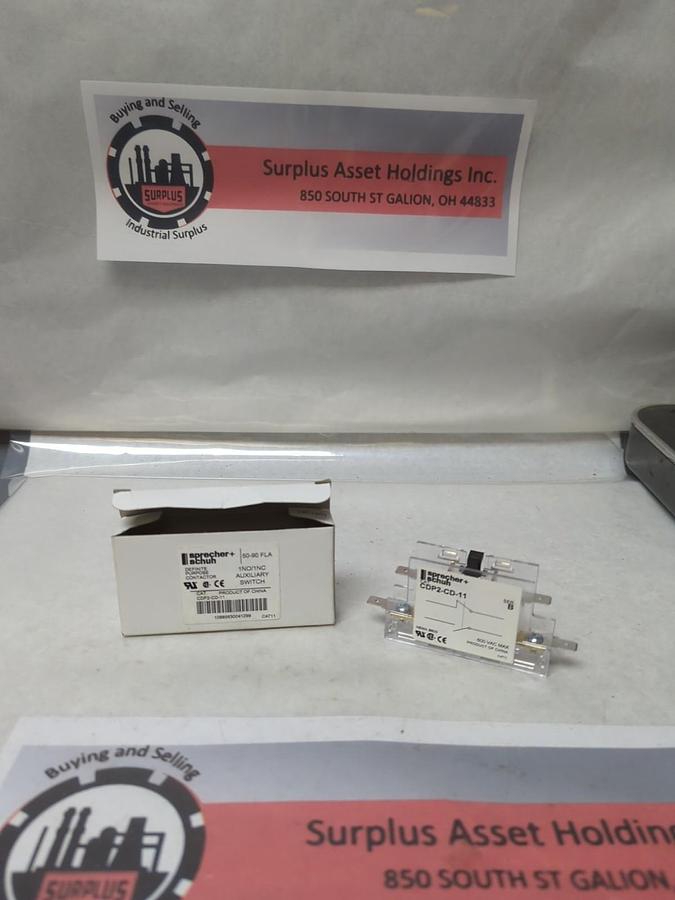 Buying and Selling
SURPLUS
Industrial Surplus
Surplus Asset Holdings Inc.
850 SOUTH ST GALION, OH 44833
sprecher+
schuh
50-90 FLA
DEFINITE
PURPOSE
CONTACTOR
1NO/1NC
AUXILIARY
SWITCH
CAT
PRODUCT OF CHINA
CDP2-CD-11
C4711
sprecher+
schuh
CDP2-CD-11
SER
B
600 VAC MAX
PRODUCT OF CHINA
Buying and Selling
SURPLUS
Surplus Asset Holdin
850 SOUTH ST GALION,